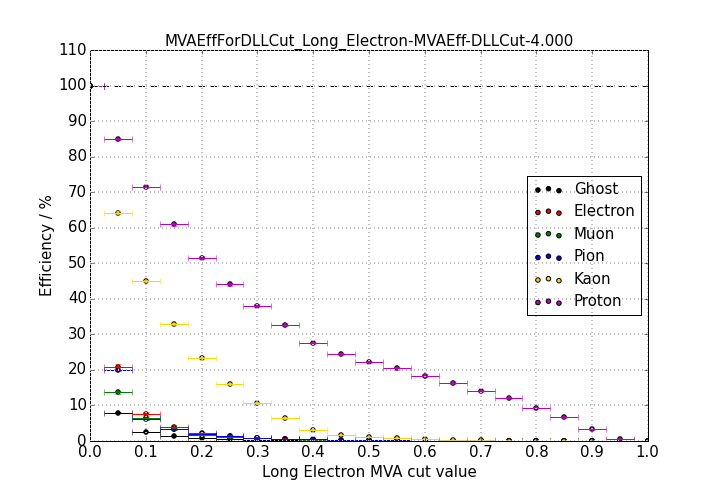 MVAEffForDLLCut_Long_Electron-MVAEff-DLLCut-4.000
110
100
90
80
70
60
50
40
30
20
10
0
Efficiency / %
Ghost
Electron
Muon
Pion
Kaon
Proton
0.0 0.1 0.2 0.3 0.4 0.5 0.6 0.7 0.8 0.9 1.0
Long Electron MVA cut value